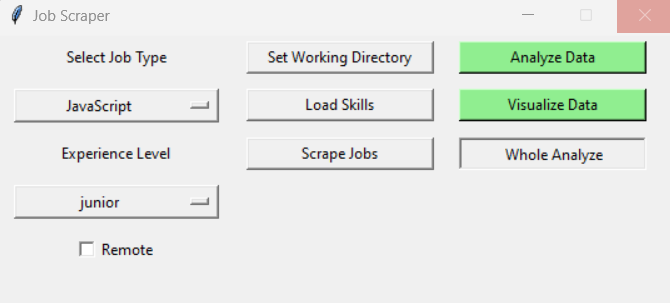 Job Scraper
Select Job Type
Set Working Directory
Analyze Data
JavaScript
Load Skills
Visualize Data
Experience Level
Scrape Jobs
Whole Analyze
junior
Remote